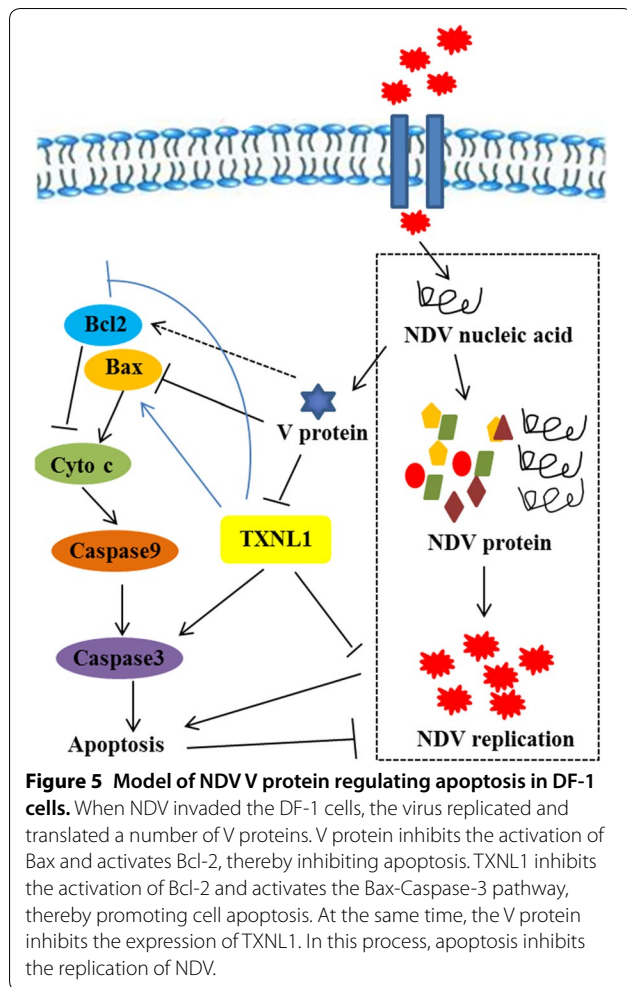 NDV nucleic acid
Bcl2
Bax
V protein
Cyto c
TXNL1
NDV protein
Caspase9
Caspase3
Apoptosis
NDV replication
Figure 5 Model of NDV V protein regulating apoptosis in DF-1
cells. When NDV invaded the DF-1 cells, the virus replicated and
translated a number of V proteins. V protein inhibits the activation of
Bax and activates Bcl-2, thereby inhibiting apoptosis. TXNL1 inhibits
the activation of Bcl-2 and activates the Bax-Caspase-3 pathway,
thereby promoting cell apoptosis. At the same time, the V protein
inhibits the expression of TXNL1. In this process, apoptosis inhibits
the replication of NDV.